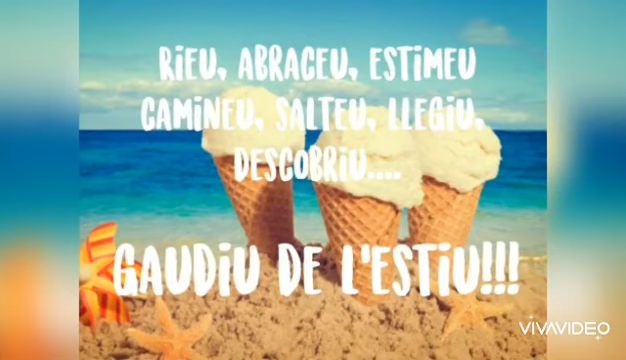 RIEU, ABRACEU, ESTIMEU
CAMINEU, SALTEU, LLEGIU,
DESCOBRIU....
GAUDIU DE L'ESTIU!!!
VIVAVIDEO